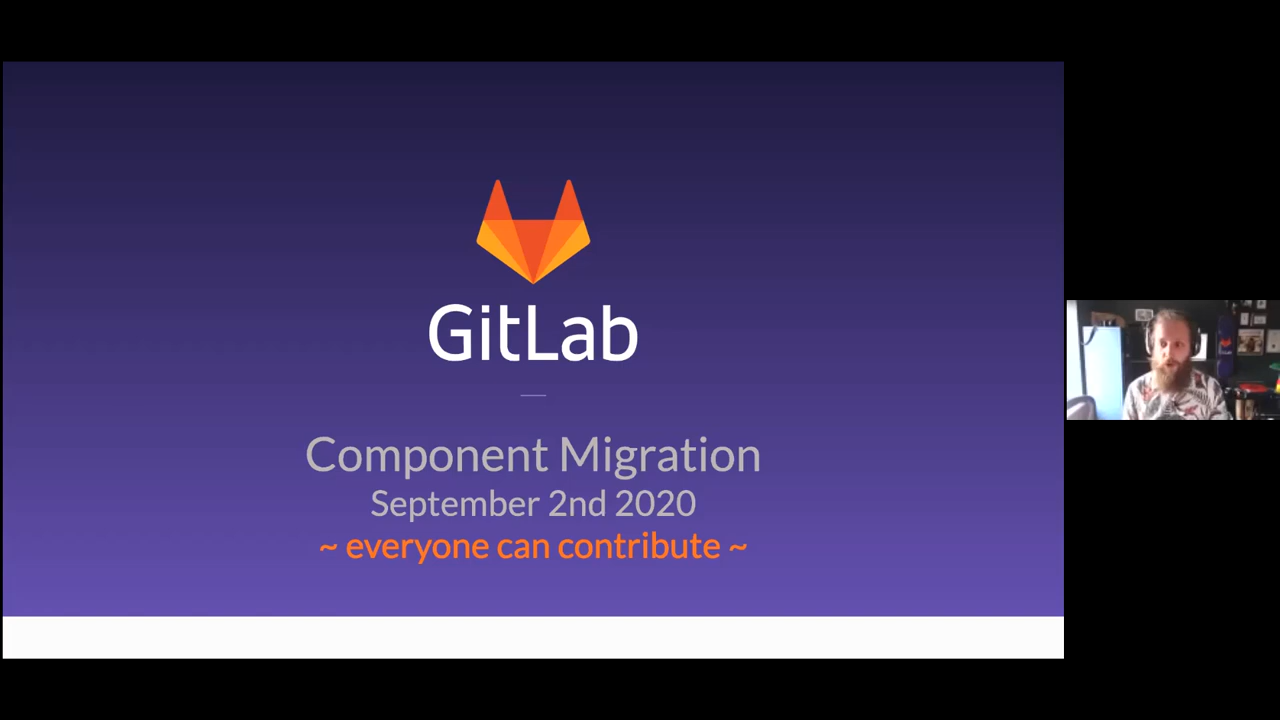 GitLab
Component Migration
September 2nd 2020
~ everyone can contribute ~